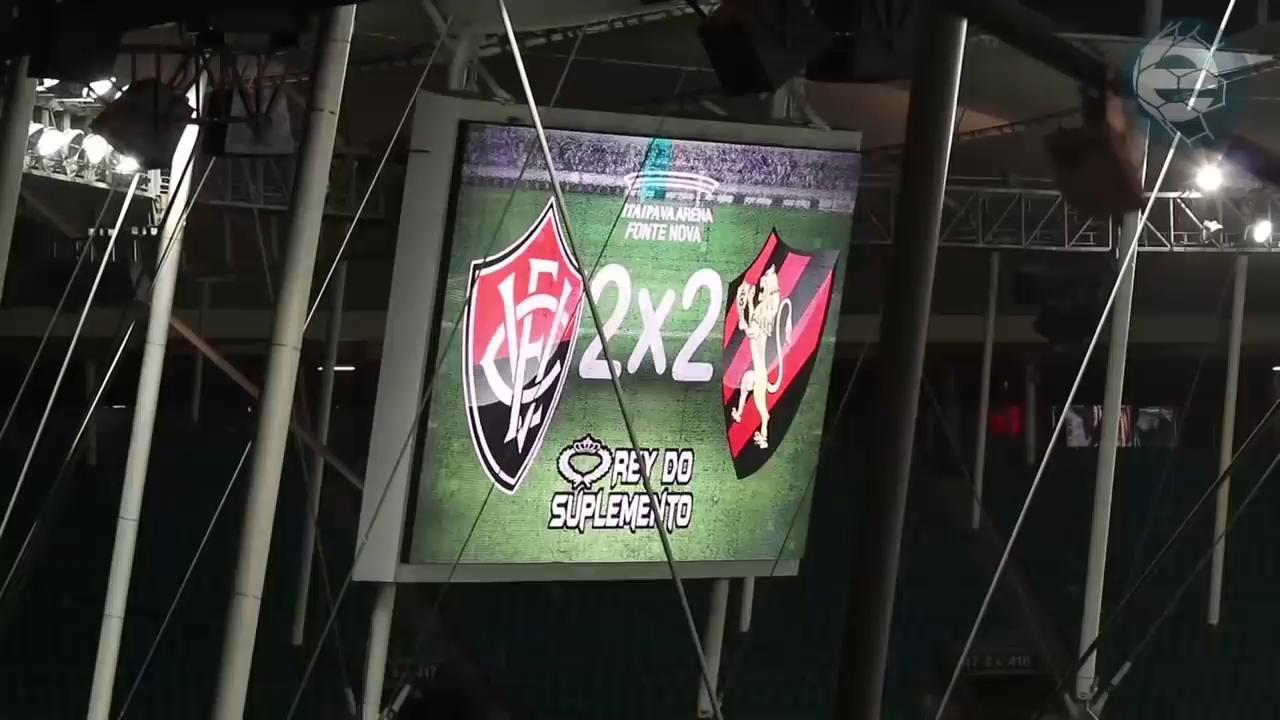 ITAIPAVA ARENA
FONTE NOVA
2x2
REY DO
SUPLEMENTO